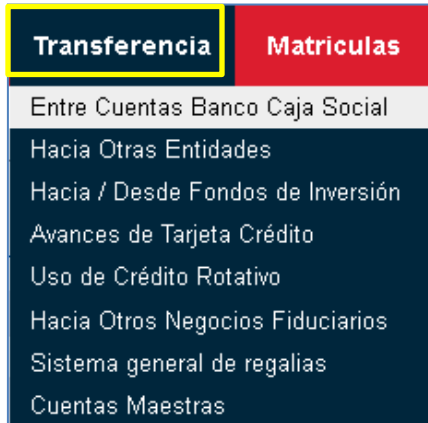 Transferencia Matriculas
Entre Cuentas Banco Caja Social
Hacia Otras Entidades
Hacia / Desde Fondos de Inversión
Avances de Tarjeta Crédito
Uso de Crédito Rotativo
Hacia Otros Negocios Fiduciarios
Sistema general de regalias
Cuentas Maestras